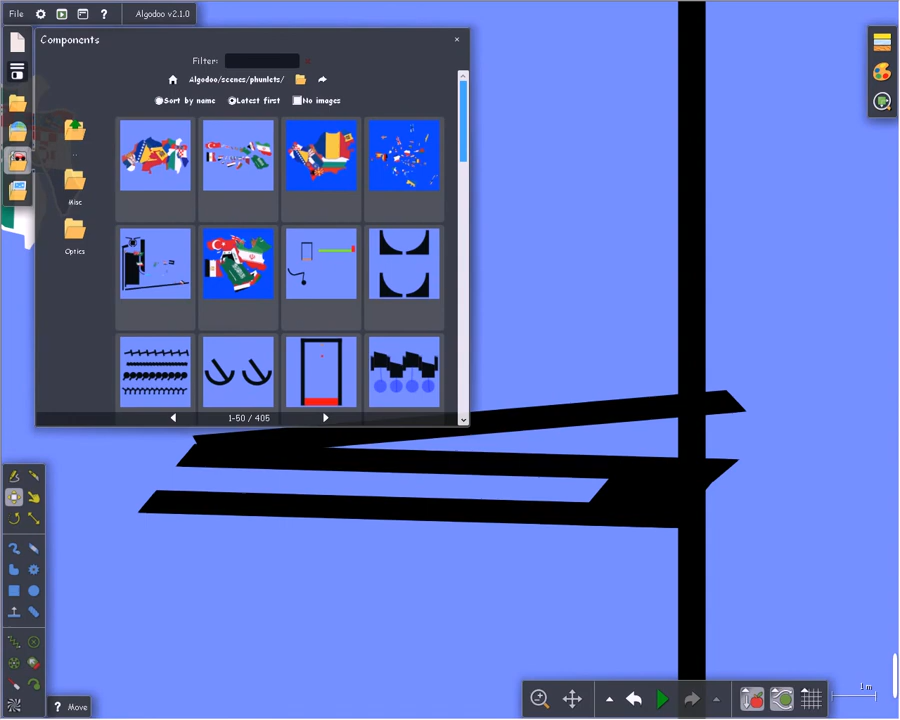 File ? Algodoo v2.1.0
Components ×
Filter:
Algodoo/scenes/phunlets/
Sort by name Latest first No images
..
Misc
Optics
1-50 / 405
? Move
1 m